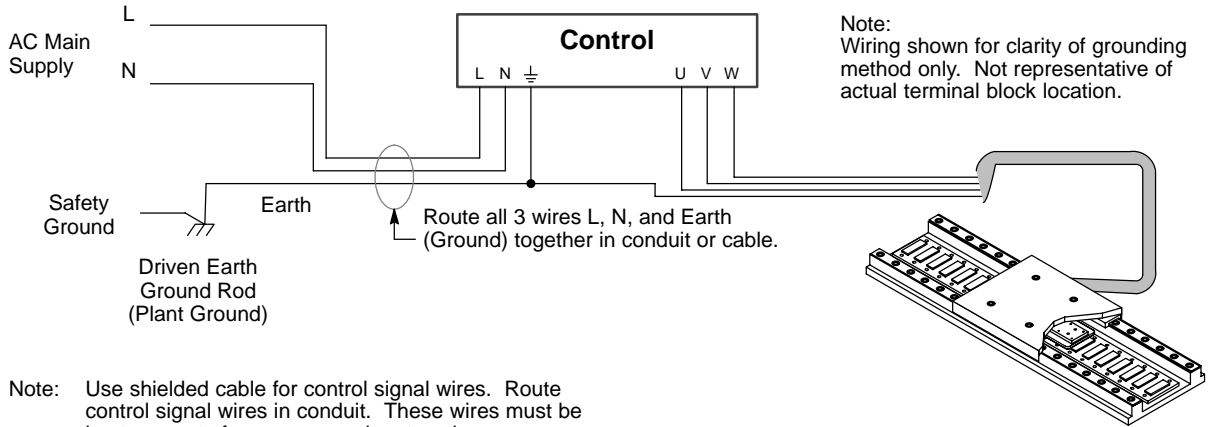 L
AC Main
Supply
N
Control
L N U V W
Note:
Wiring shown for clarity of grounding
method only. Not representative of
actual terminal block location.
Safety
Ground
Earth
Route all 3 wires L, N, and Earth
(Ground) together in conduit or cable.
Driven Earth
Ground Rod
(Plant Ground)
Note: Use shielded cable for control signal wires. Route
control signal wires in conduit. These wires must be